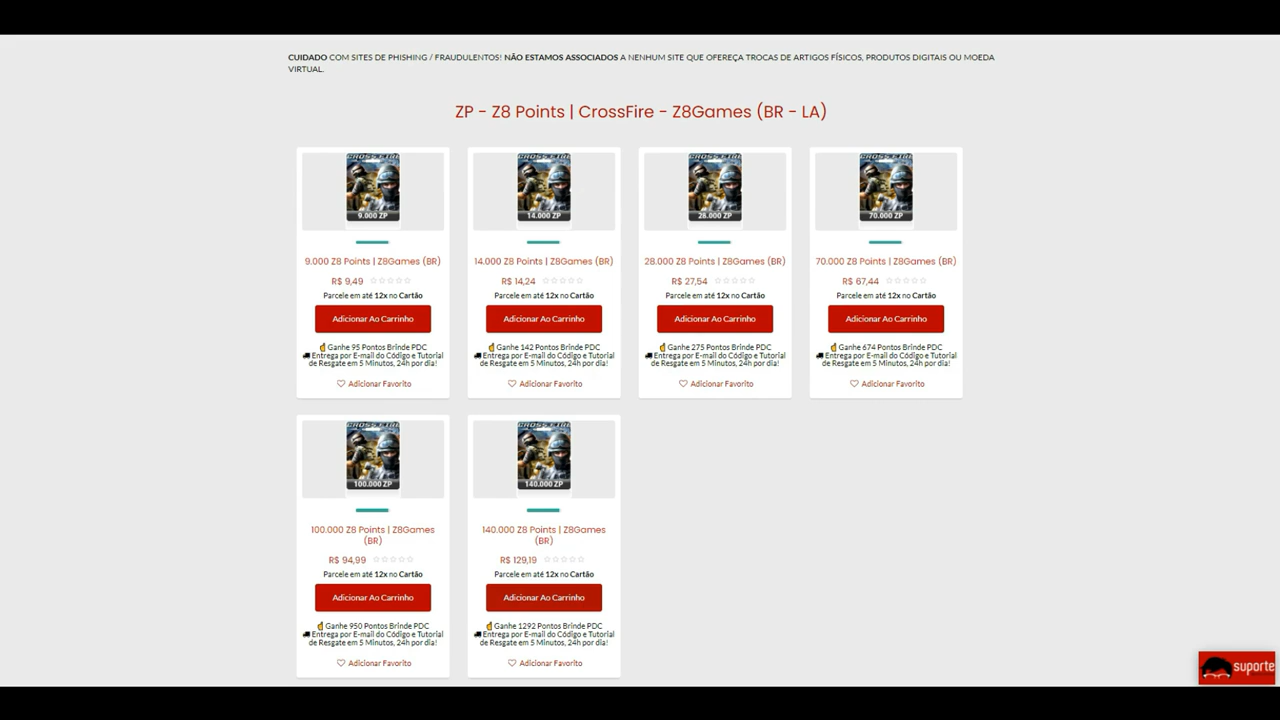 CUIDADO COM SITES DE PHISHING / FRAUDULENTOS! NÃO ESTAMOS ASSOCIADOS A NENHUM SITE QUE OFEREÇA TROCAS DE ARTIGOS FÍSICOS, PRODUTOS DIGITAIS OU MOEDA
VIRTUAL.
ZP - Z8 Points | CrossFire - Z8Games (BR - LA)
CROSS FIRE
9.000 ZP
9.000 Z8 Points | Z8Games (BR)
R$ 9,49
Parcele em até 12x no Cartão
Adicionar Ao Carrinho
Ganhe 95 Pontos Brinde PDC
Entrega por E-mail do Código e Tutorial
de Resgate em 5 Minutos, 24h por dia!
Adicionar Favorito
CROSS FIRE
14.000 ZP
14.000 Z8 Points | Z8Games (BR)
R$ 14,24
Parcele em até 12x no Cartão
Adicionar Ao Carrinho
Ganhe 142 Pontos Brinde PDC
Entrega por E-mail do Código e Tutorial
de Resgate em 5 Minutos, 24h por dia!
Adicionar Favorito
CROSS FIRE
28.000 ZP
28.000 Z8 Points | Z8Games (BR)
R$ 27,54
Parcele em até 12x no Cartão
Adicionar Ao Carrinho
Ganhe 275 Pontos Brinde PDC
Entrega por E-mail do Código e Tutorial
de Resgate em 5 Minutos, 24h por dia!
Adicionar Favorito
CROSS FIRE
70.000 ZP
70.000 Z8 Points | Z8Games (BR)
R$ 67,44
Parcele em até 12x no Cartão
Adicionar Ao Carrinho
Ganhe 674 Pontos Brinde PDC
Entrega por E-mail do Código e Tutorial
de Resgate em 5 Minutos, 24h por dia!
Adicionar Favorito
CROSS FIRE
100.000 ZP
100.000 Z8 Points | Z8Games
(BR)
R$ 94,99
Parcele em até 12x no Cartão
Adicionar Ao Carrinho
Ganhe 950 Pontos Brinde PDC
Entrega por E-mail do Código e Tutorial
de Resgate em 5 Minutos, 24h por dia!
Adicionar Favorito
CROSS FIRE
140.000 ZP
140.000 Z8 Points | Z8Games
(BR)
R$ 129,19
Parcele em até 12x no Cartão
Adicionar Ao Carrinho
Ganhe 1292 Pontos Brinde PDC
Entrega por E-mail do Código e Tutorial
de Resgate em 5 Minutos, 24h por dia!
Adicionar Favorito
suporte